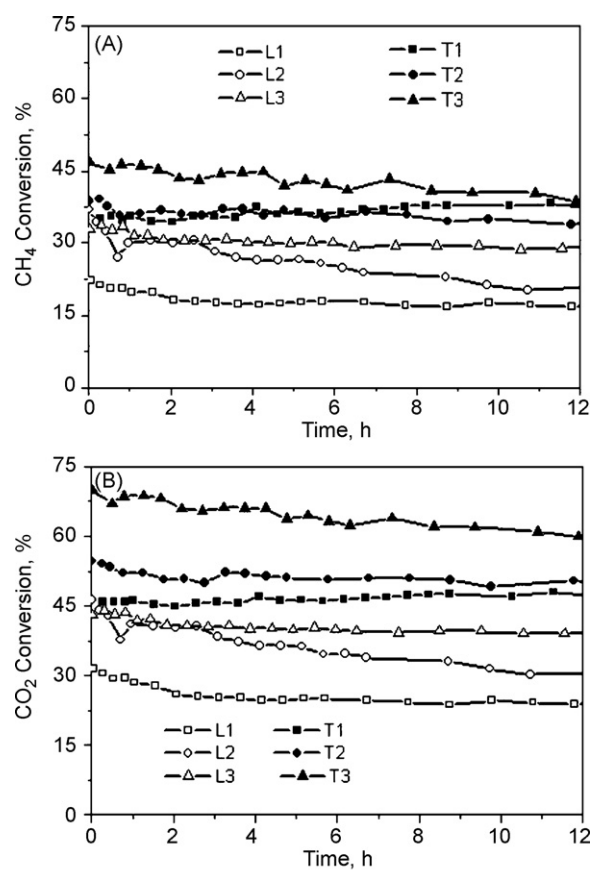 (A)
L1
L2
L3
T1
T2
T3
75
60
45
30
15
0
CH4 Conversion, %
0 2 4 6 8 10 12
Time, h
(B)
75
60
45
30
15
0
CO2 Conversion, %
L1
L2
L3
T1
T2
T3
0 2 4 6 8 10 12
Time, h